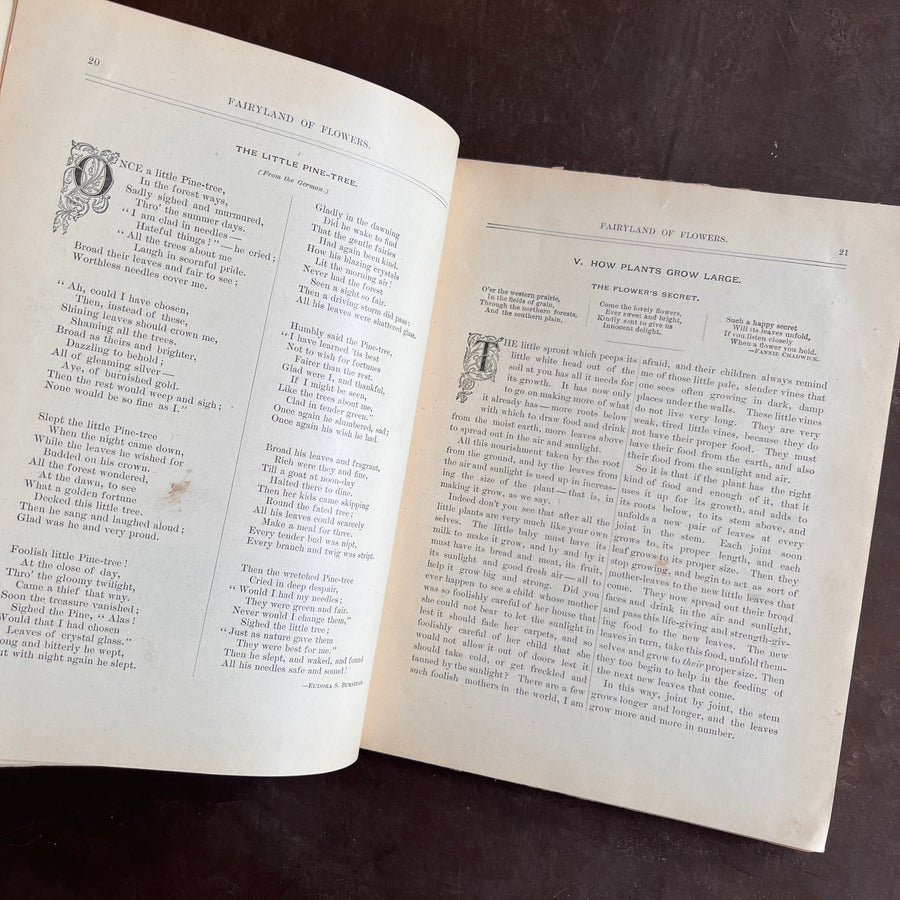 20
FAIRYLAND OF FLOWERS.
THE LITTLE PINE-TREE.
(From the German.)
ONCE a little Pine-tree,
In the forest ways,
Sadly sighed and murmured,
Thro' the summer days.
"I am clad in needles—
Hateful things!"—he cried;
"All the trees about me
Laugh in scornful pride.
Broad their leaves and fair to see;
Worthless needles cover me.
"Ah, could I have chosen,
Then, instead of these,
Shining leaves should crown me,
Shaming all the trees.
Broad as theirs and brighter,
Dazzling to behold;
All of gleaming silver—
Aye, of burnished gold.
Then the rest would weep and sigh;
None would be so fine as I."
Slept the little Pine-tree
When the night came down,
While the leaves he wished for
Budded on his crown.
All the forest wondered,
At the dawn, to see
What a golden fortune
Decked this little tree.
Then he sang and laughed aloud;
Glad was he and very proud.
Foolish little Pine-tree!
At the close of day,
Thro' the gloomy twilight,
Came a thief that way.
Soon the treasure vanished;
Sighed the Pine, "Alas!
Would that I had chosen
Leaves of crystal glass."
ong and bitterly he wept,
t with night again he slept.
Gladly in the dawning
Did he wake to find
That the gentle fairies
Had again been kind.
How his blazing crystals
Lit the morning air!
Never had the forest
Seen a sight so fair.
Then a driving storm did pass;
All his leaves were shattered glass.
Humbly said the Pine-tree,
"I have learned 'tis best
Not to wish for fortunes
Fairer than the rest.
Glad were I, and thankful,
If I might be seen,
Like the trees about me,
Clad in tender green,"
Once again he slumbered, sad;
Once again his wish he had.
Broad his leaves and fragrant,
Rich were they and fine,
Till a goat at noon-day
Halted there to dine.
Then her kids came skipping
Round the fated tree;
All his leaves could scarcely
Make a meal for three.
Every tender bud was nipt,
Every branch and twig was stript.
Then the wretched Pine-tree
Cried in deep despair,
"Would I had my needles;
They were green and fair.
Never would I change them,"
Sighed the little tree;
"Just as nature gave them
They were best for me."
Then he slept, and waked, and found
All his needles safe and sound!
—EUDORA S. BUMSTEAD.
FAIRYLAND OF FLOWERS.
21
V. HOW PLANTS GROW LARGE.
THE FLOWER'S SECRET.
O'er the western prairie,
In the fields of grain,
Through the northern forests,
And the southern plain,
Come the lovely flowers,
Ever sweet and bright,
Kindly sent to give us
Innocent delight.
Such a happy secret
Will its leaves unfold,
If you listen closely
When a flower you hold.
—FANNIE CHADWICK.
THE little sprout which peeps its
little white head out of the
soil at you has all it needs for
its growth. It has now only
to go on making more of what
it already has—more roots below
with which to draw food and drink
from the moist earth, more leaves above
to spread out in the air and sunlight.
All this nourishment taken by the root
from the ground, and by the leaves from
the air and sunlight is used up in increas-
ing the size of the plant—that is, in
making it grow, as we say.
Indeed don't you see that after all the
little plants are very much like your own
selves. The little baby must have its
milk to make it grow, and by and by it
must have its bread and meat, its fruit,
its sunlight and good fresh air—all to
help it grow big and strong. Did you
ever happen to see a child whose mother
was so foolishly careful of her house that
she could not bear to let the sunlight in
lest it should fade her carpets, and so
foolishly careful of her child that she
would not allow it out of doors lest it
should take cold, or get freckled and
tanned by the sunlight? There are a few
such foolish mothers in the world, I am
afraid, and their children always remind
me of those little pale, slender vines that
one sees often growing in dark, damp
places under the walls. These little vines
do not live very long. They are very
weak, tired little vines, because they do
not have their proper food. They must
have their food from the earth, and also
their food from the sunlight and air.
So it is that if the plant has the right
kind of food and enough of it, that it
uses it up for its growth, and adds to
its roots below, to its stem above, and
unfolds a new pair of leaves at every
joint in the stem. Each joint soon
grows to its proper length, and each
leaf grows to its proper size. Then they
stop growing, and begin to act as sort of
mother-leaves to the new little leaves that
come. They now spread out their broad
faces and drink in the air and sunlight,
and pass this life-giving and strength-giv-
ing food to the new leaves. The new
leaves in turn, take this food, unfold them-
selves and grow to their proper size. Then
they too begin to help in the feeding of
the next new leaves that come.
In this way, joint by joint, the stem
grows longer and longer, and the leaves
grow more and more in number.